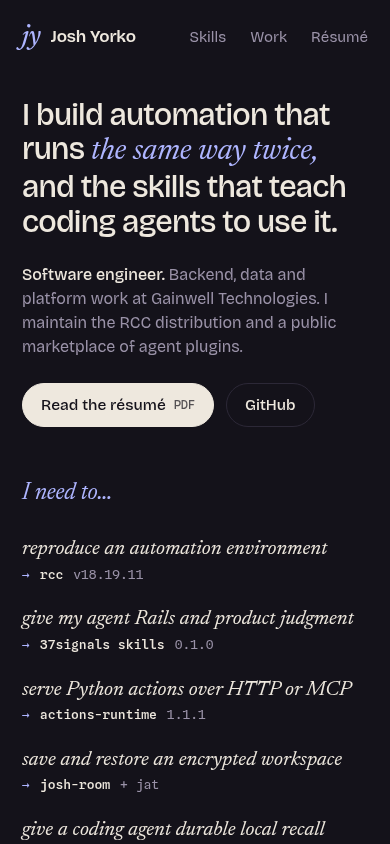 jy Josh Yorko Skills Work Résumé
I build automation that
runs the same way twice,
and the skills that teach
coding agents to use it.
Software engineer. Backend, data and
platform work at Gainwell Technologies. I
maintain the RCC distribution and a public
marketplace of agent plugins.
Read the résumé PDF GitHub
I need to...
reproduce an automation environment
→ rcc v18.19.11
give my agent Rails and product judgment
→ 37signals skills 0.1.0
serve Python actions over HTTP or MCP
→ actions-runtime 1.1.1
save and restore an encrypted workspace
→ josh-room + jat
give a coding agent durable local recall